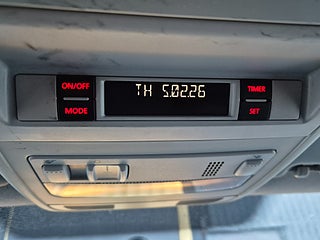 ON/OFF
TH 5.02.26
TIMER
MODE
SET